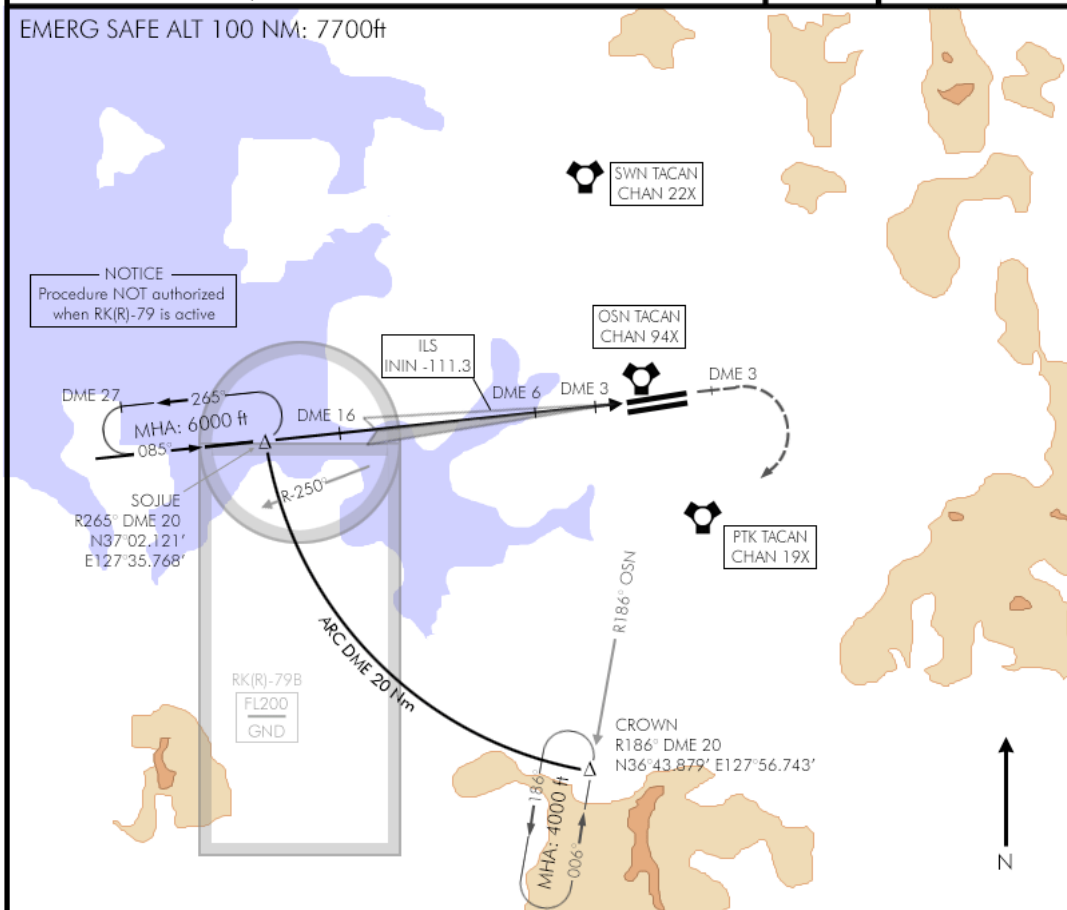 EMERG SAFE ALT 100 NM: 7700ft
SWN TACAN
CHAN 22X
NOTICE
Procedure NOT authorized
when RK(R)-79 is active
OSN TACAN
CHAN 94X
ILS
ININ -111.3
DME 27
265°
MHA: 6000 ft
085°
DME 16
DME 6
DME 3
DME 3
R-250°
SOJUE
R265° DME 20
N37°02.121'
E127°35.768'
PTK TACAN
CHAN 19X
R186° OSN
ARC DME 20 Nm
RK(R)-79B
FL200
GND
CROWN
R186° DME 20
N36°43.879' E127°56.743'
186°
MHA: 4000 ft
006°
N